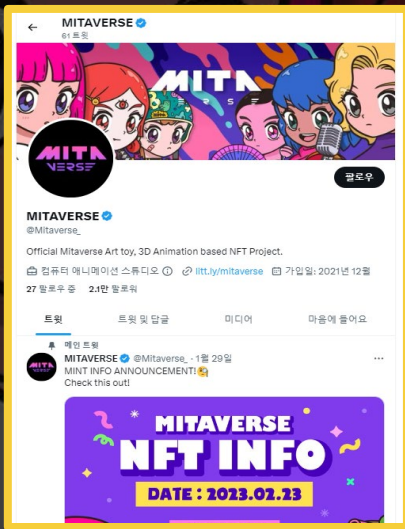 MITAVERSE
61 트윗
MITA
VERSE
MITA
VERSE
팔로우
MITAVERSE
@Mitaverse_
Official Mitaverse Art toy, 3D Animation based NFT Project.
컴퓨터 애니메이션 스튜디오 litt.ly/mitaverse 가입일: 2021년 12월
27 팔로우 중 2.1만 팔로워
트윗 트윗 및 답글 미디어 마음에 들어요
메인 트윗
MITAVERSE @Mitaverse_ · 1월 29일
MINT INFO ANNOUNCEMENT!🧐
Check this out!
MITAVERSE
NFT INFO
DATE : 2023.02.23